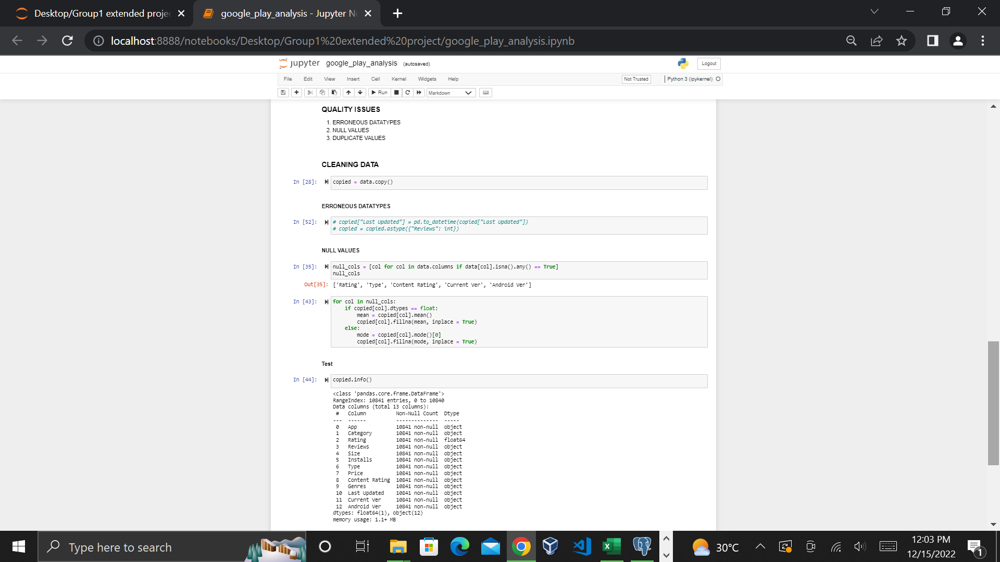 Desktop/Group1 extended projec
google_play_analysis - Jupyter N
localhost:8888/notebooks/Desktop/Group1%20extended%20project/google_play_analysis.ipynb
jupyter google_play_analysis (autosaved)
Logout
File Edit View Insert Cell Kernel Widgets Help
Not Trusted
Python 3 (ipykernel)
Run
Markdown
QUALITY ISSUES
1. ERRONEOUS DATATYPES
2. NULL VALUES
3. DUPLICATE VALUES
CLEANING DATA
In [28]: copied = data.copy()
ERRONEOUS DATATYPES
In [52]: # copied["Last Updated"] = pd.to_datetime(copied["Last Updated"])
# copied = copied.astype({"Reviews": int})
NULL VALUES
In [35]: null_cols = [col for col in data.columns if data[col].isna().any() == True]
null_cols
Out[35]: ['Rating', 'Type', 'Content Rating', 'Current Ver', 'Android Ver']
In [43]: for col in null_cols:
if copied[col].dtypes == float:
mean = copied[col].mean()
copied[col].fillna(mean, inplace = True)
else:
mode = copied[col].mode()[0]
copied[col].fillna(mode, inplace = True)
Test
In [44]: copied.info()
<class 'pandas.core.frame.DataFrame'>
RangeIndex: 10841 entries, 0 to 10840
Data columns (total 13 columns):
# Column Non-Null Count Dtype
--- ------ -------------- -----
0 App 10841 non-null object
1 Category 10841 non-null object
2 Rating 10841 non-null float64
3 Reviews 10841 non-null object
4 Size 10841 non-null object
5 Installs 10841 non-null object
6 Type 10841 non-null object
7 Price 10841 non-null object
8 Content Rating 10841 non-null object
9 Genres 10841 non-null object
10 Last Updated 10841 non-null object
11 Current Ver 10841 non-null object
12 Android Ver 10841 non-null object
dtypes: float64(1), object(12)
memory usage: 1.1+ MB
Type here to search
30°C
12:03 PM
12/15/2022
1